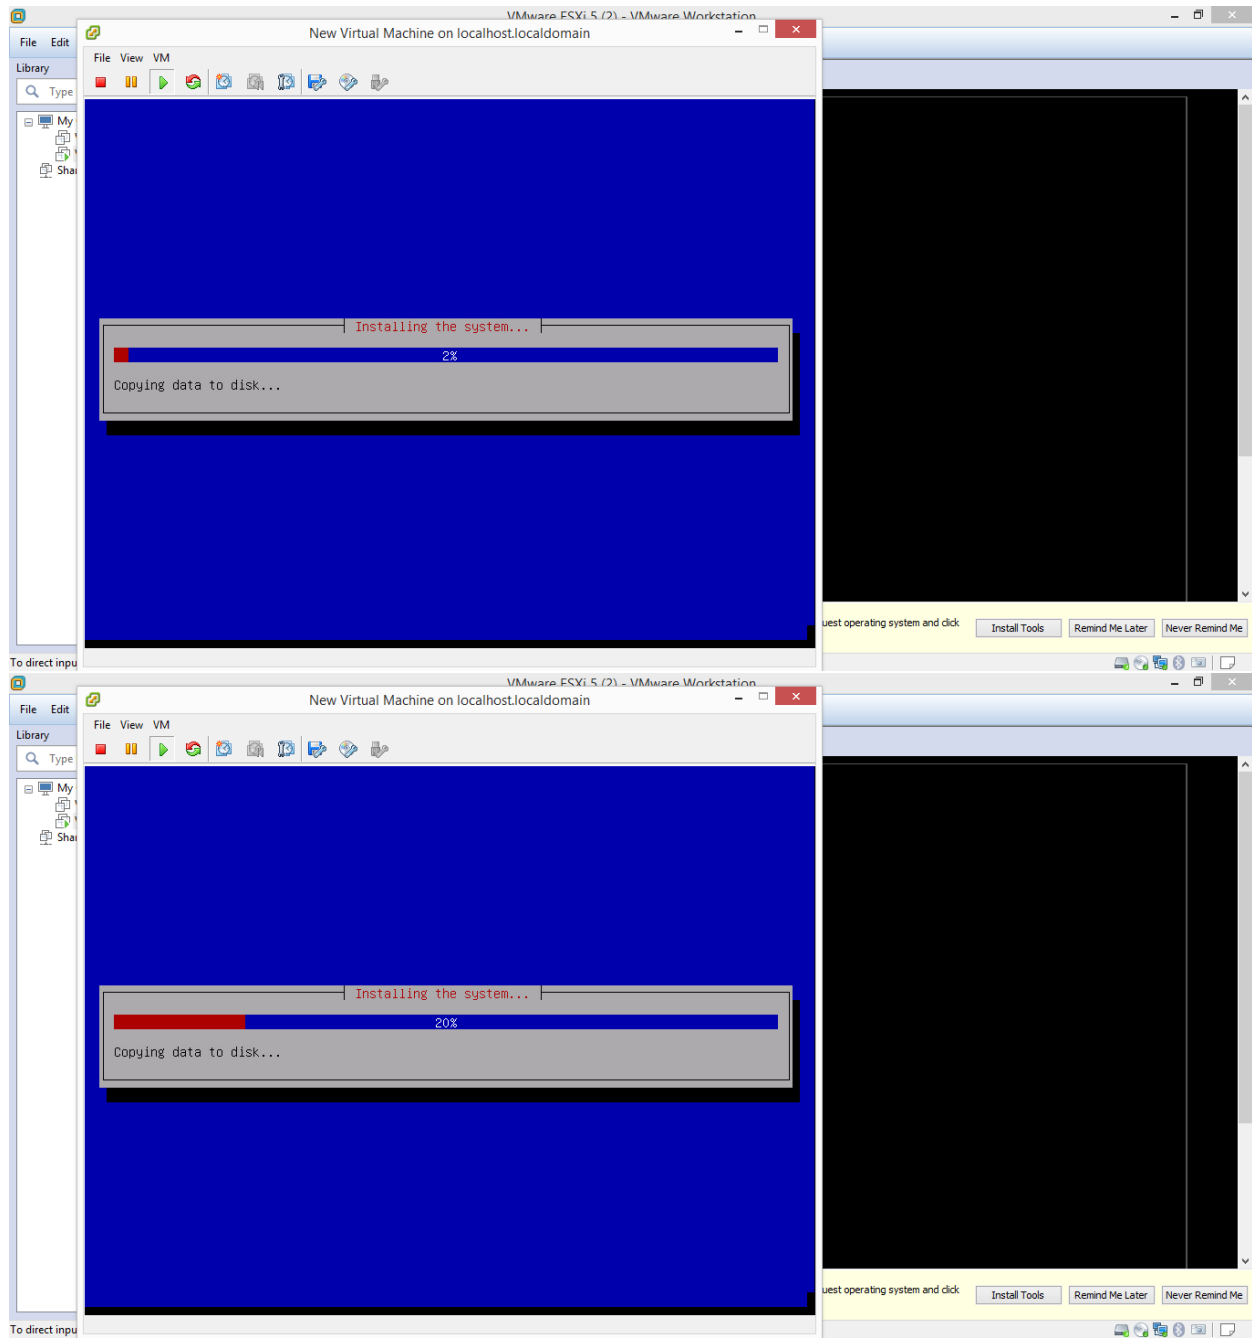 VMware ESXi 5 (2) - VMware Workstation
New Virtual Machine on localhost.localdomain
File Edit
File View VM
Library
Type
My
Shar
Installing the system...
2%
Copying data to disk...
uest operating system and click
Install Tools
Remind Me Later
Never Remind Me
To direct inpu
VMware ESXi 5 (2) - VMware Workstation
New Virtual Machine on localhost.localdomain
File Edit
File View VM
Library
Type
My
Shar
Installing the system...
20%
Copying data to disk...
uest operating system and click
Install Tools
Remind Me Later
Never Remind Me
To direct inpu